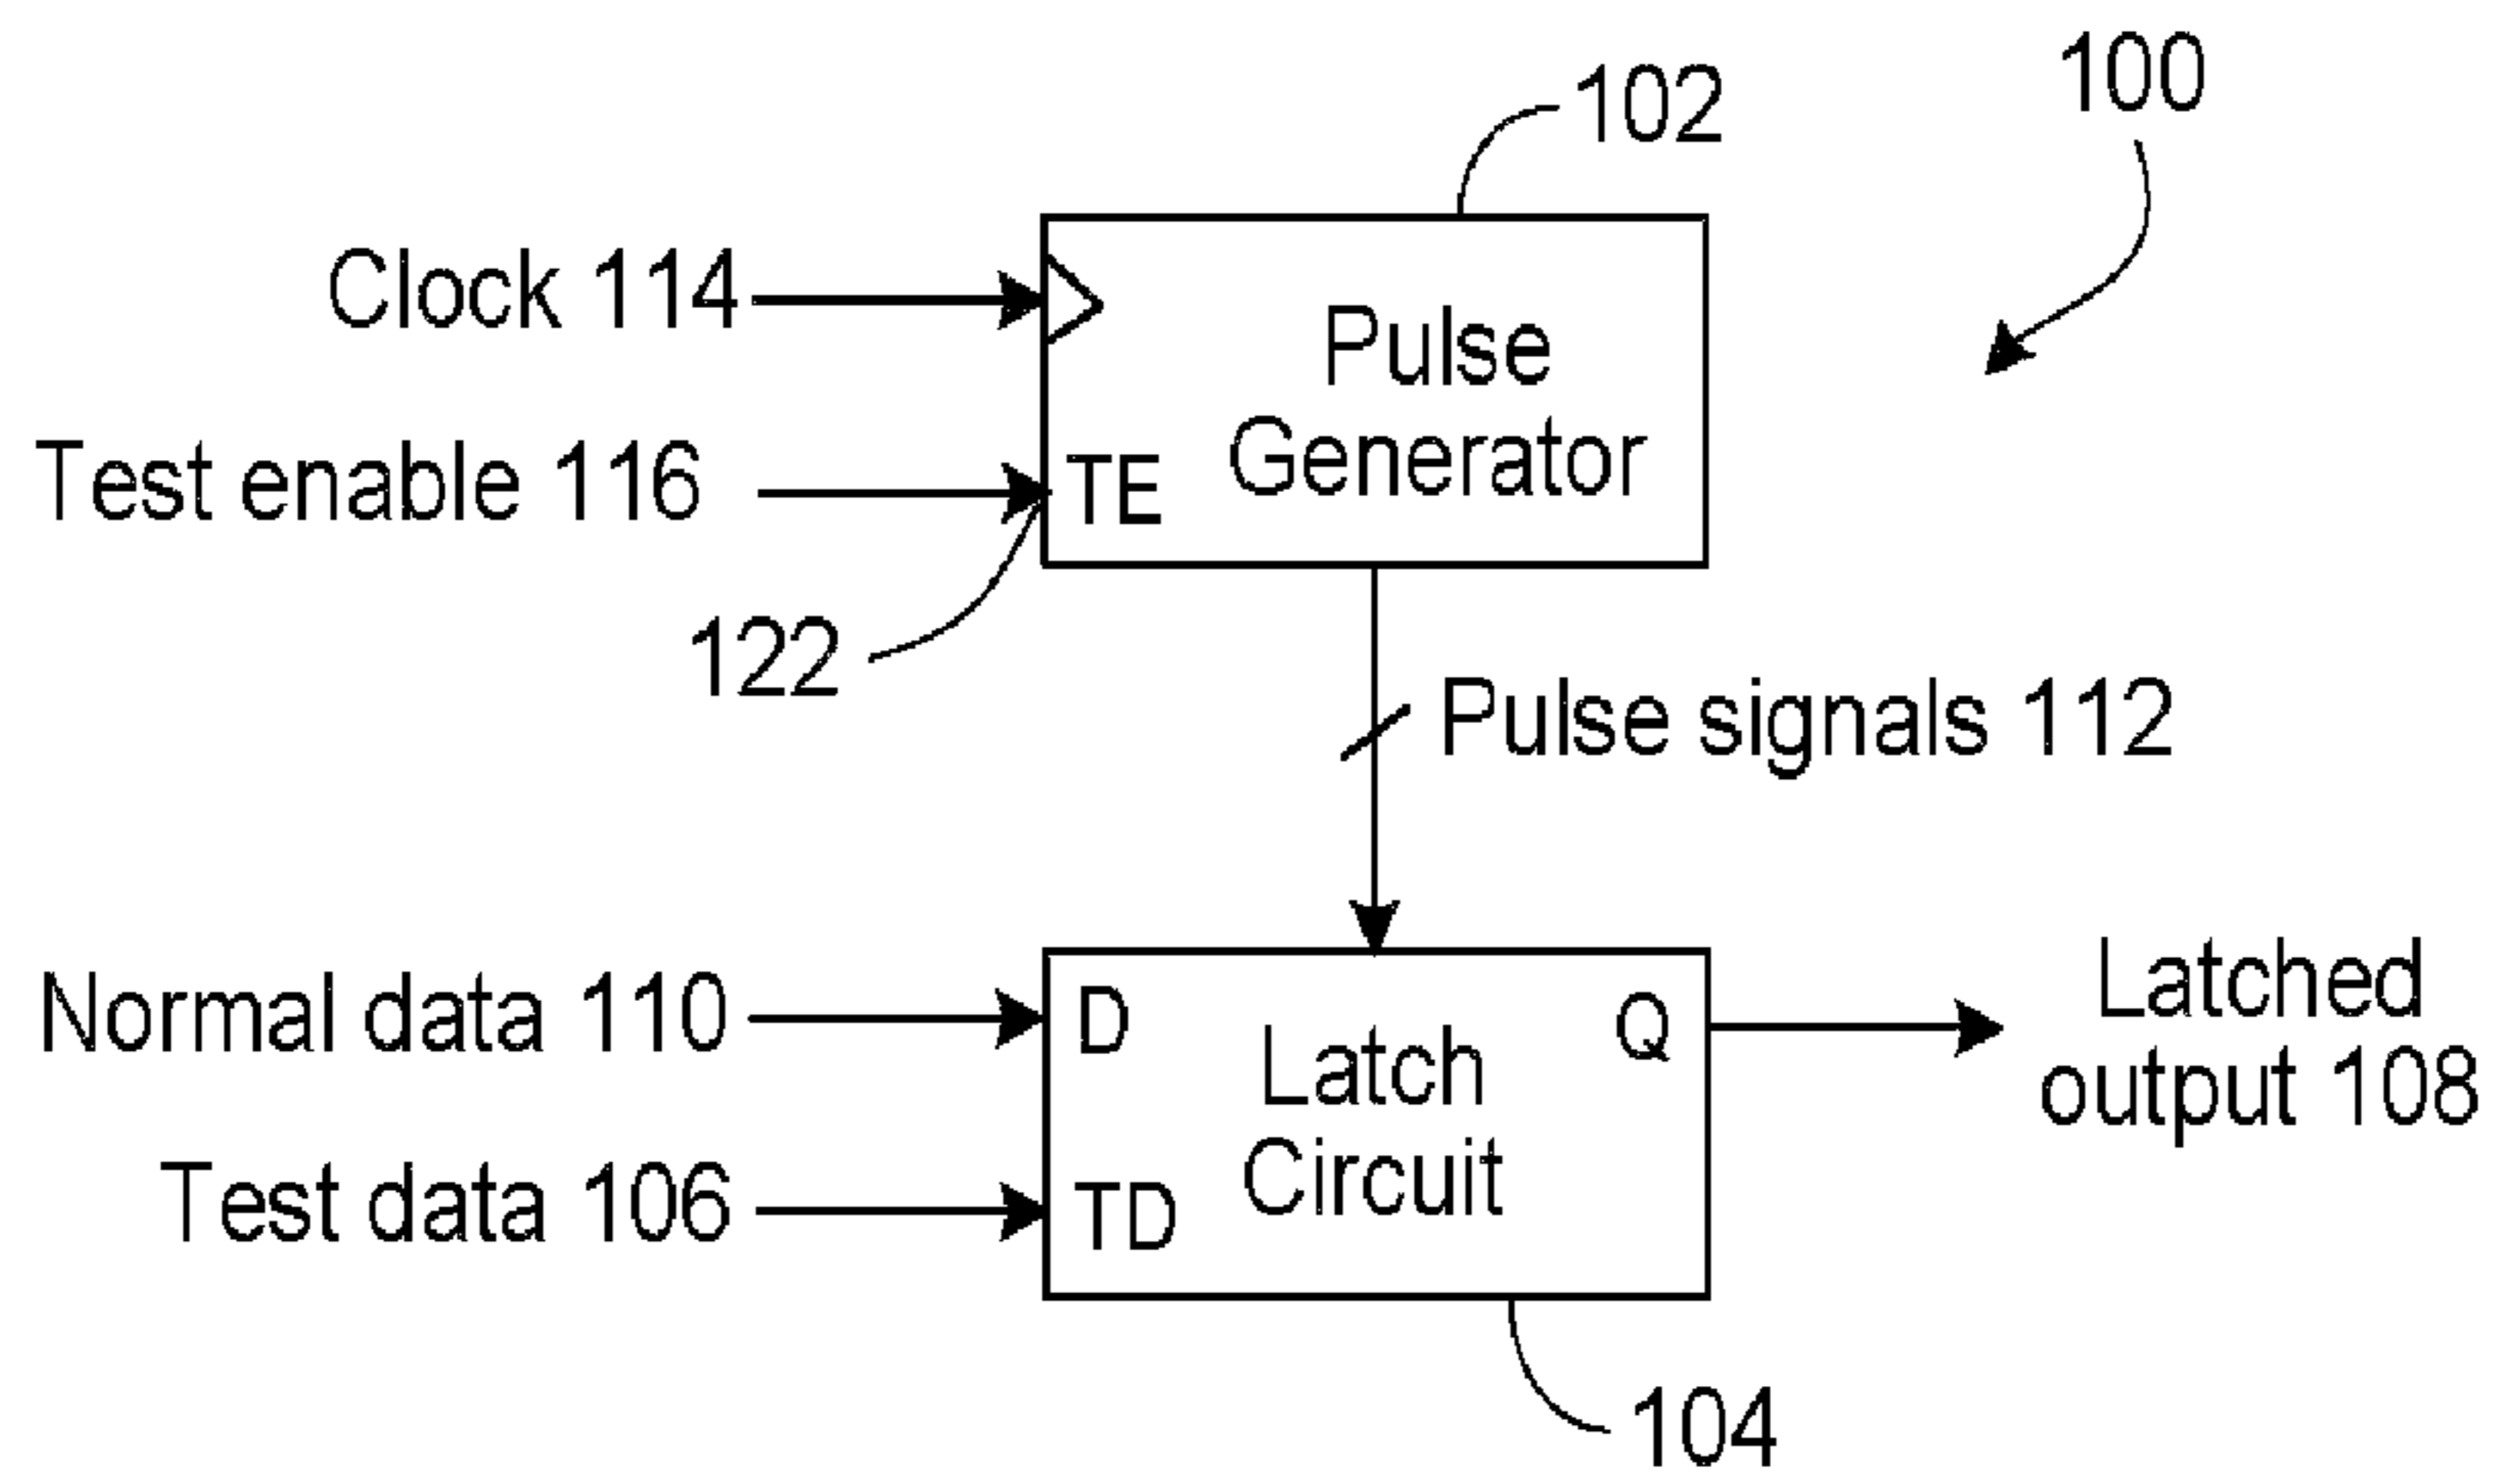 100
102
Clock 114
Pulse
Generator
Test enable 116
TE
122
Pulse signals 112
Normal data 110
D
Latch
Circuit
Q
Latched
output 108
Test data 106
TD
104